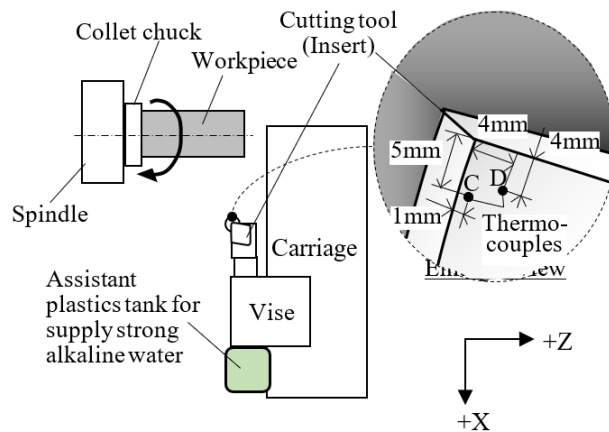 Collet chuck
Workpiece
Spindle
Cutting tool
(Insert)
Carriage
Vise
Assistant
plastics tank for
supply strong
alkaline water
4mm
4mm
5mm
C
D
1mm
Thermo-
couples
+Z
+X